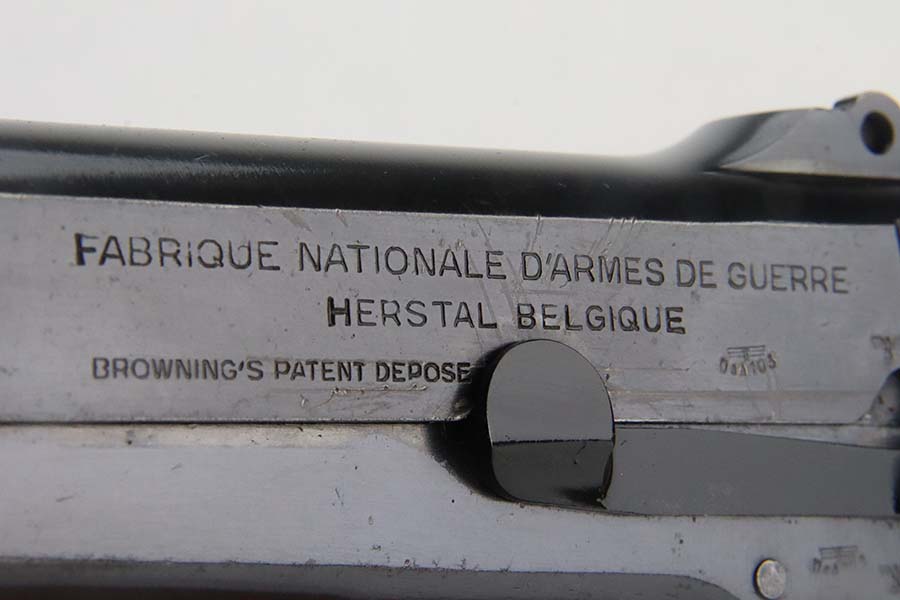 FABRIQUE NATIONALE D'ARMES DE GUERRE
HERSTAL BELGIQUE
BROWNING'S PATENT DEPOSE